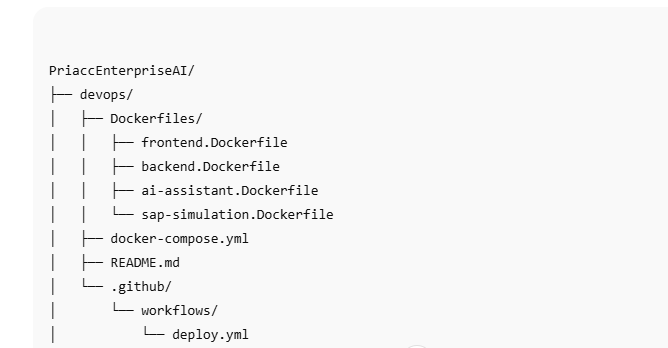 PriaccEnterpriseAI/
├── devops/
│   ├── Dockerfiles/
│   │   ├── frontend.Dockerfile
│   │   ├── backend.Dockerfile
│   │   ├── ai-assistant.Dockerfile
│   │   └── sap-simulation.Dockerfile
│   ├── docker-compose.yml
│   ├── README.md
│   └── .github/
│       └── workflows/
│           └── deploy.yml